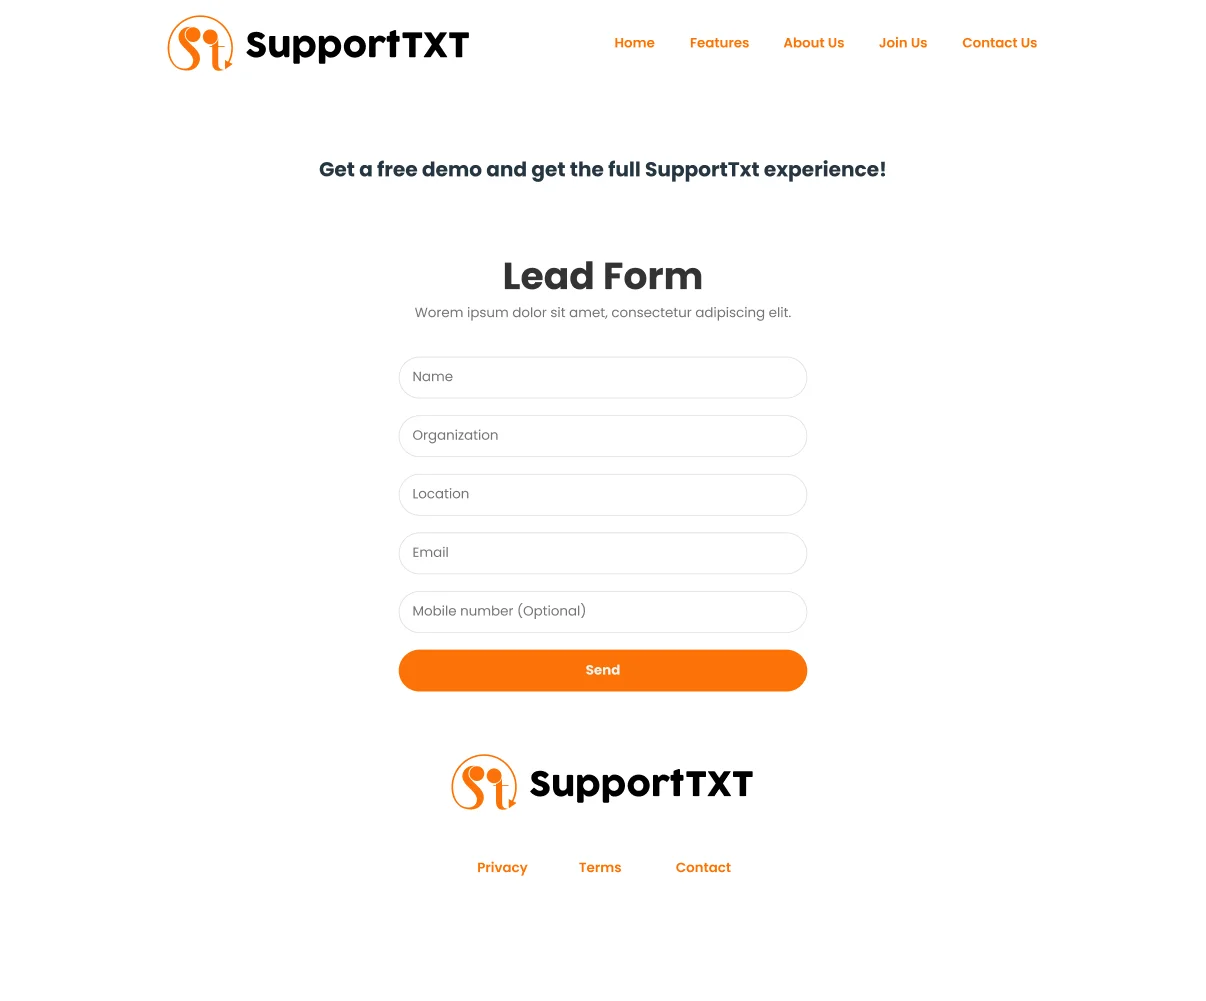 St SupportTXT
Home Features About Us Join Us Contact Us
Get a free demo and get the full SupportTxt experience!
Lead Form
Worem ipsum dolor sit amet, consectetur adipiscing elit.
Name
Organization
Location
Email
Mobile number (Optional)
Send
St SupportTXT
Privacy Terms Contact